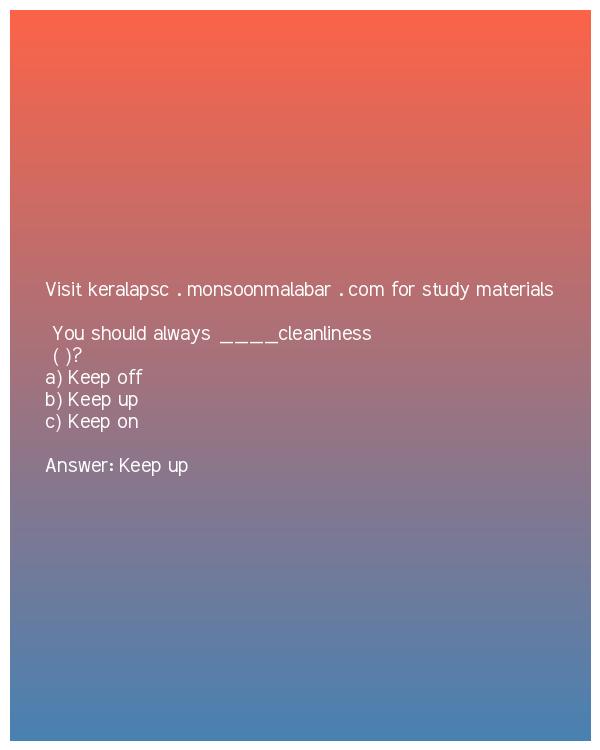 Visit keralapsc . monsoonmalabar . com for study materials
You should always ____cleanliness
( )?
a) Keep off
b) Keep up
c) Keep on
Answer: Keep up